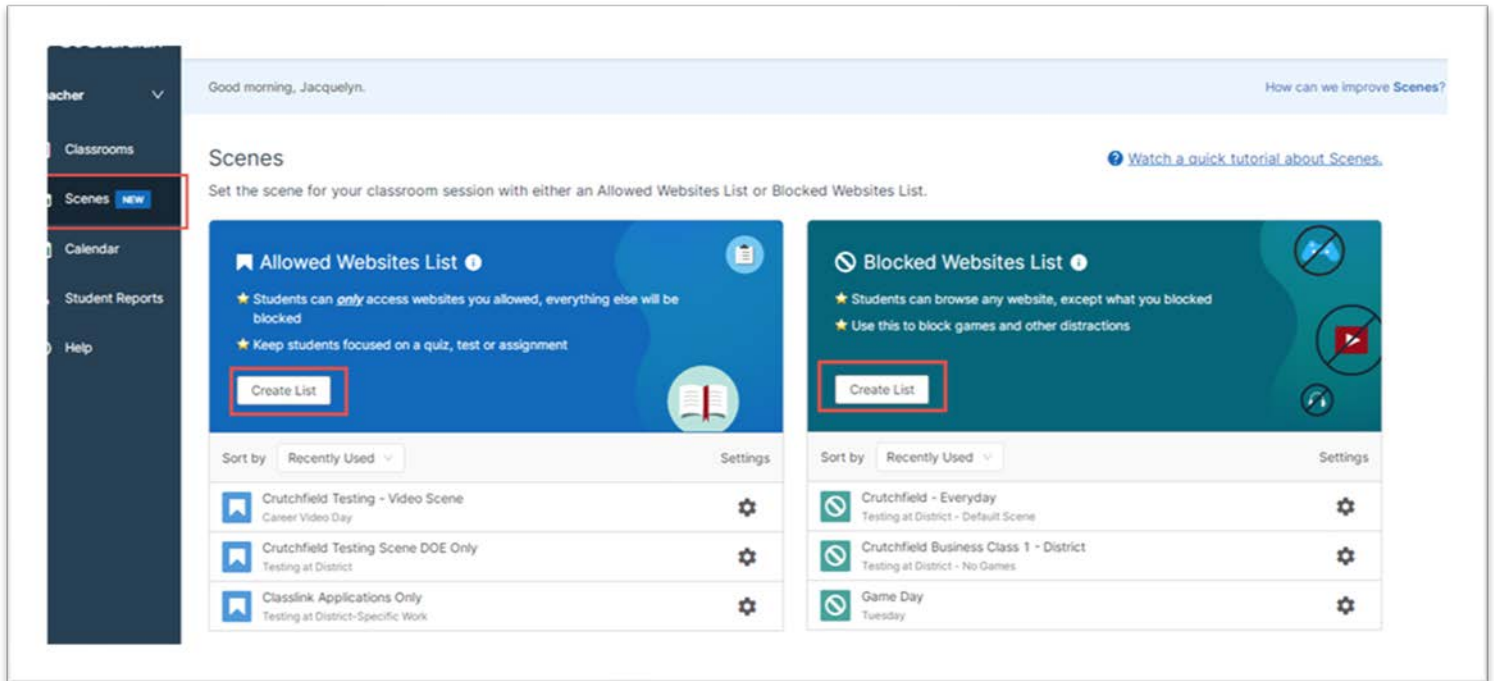 Good morning, Jacquelyn.
How can we improve Scenes?
Classrooms
Scenes NEW
Calendar
Student Reports
Help
Scenes
Watch a quick tutorial about Scenes.
Set the scene for your classroom session with either an Allowed Websites List or Blocked Websites List.
Allowed Websites List
Students can only access websites you allowed, everything else will be
blocked
Keep students focused on a quiz, test or assignment
Create List
Sort by Recently Used
Settings
Crutchfield Testing - Video Scene
Career Video Day
Crutchfield Testing Scene DOE Only
Testing at District
Classlink Applications Only
Testing at District-Specific Work
Blocked Websites List
Students can browse any website, except what you blocked
Use this to block games and other distractions
Create List
Sort by Recently Used
Settings
Crutchfield - Everyday
Testing at District - Default Scene
Crutchfield Business Class 1 - District
Testing at District - No Games
Game Day
Tuesday